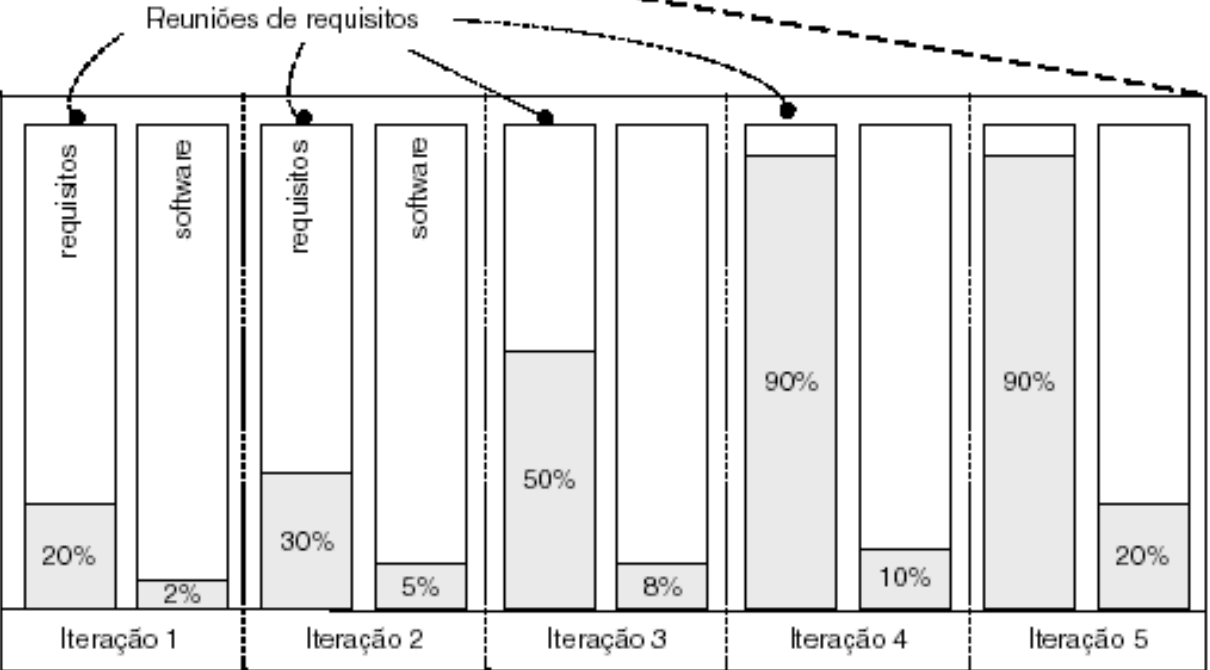 Reuniões de requisitos
requisitos
software
requisitos
software
20%
2%
30%
5%
50%
8%
90%
10%
90%
20%
Iteração 1
Iteração 2
Iteração 3
Iteração 4
Iteração 5